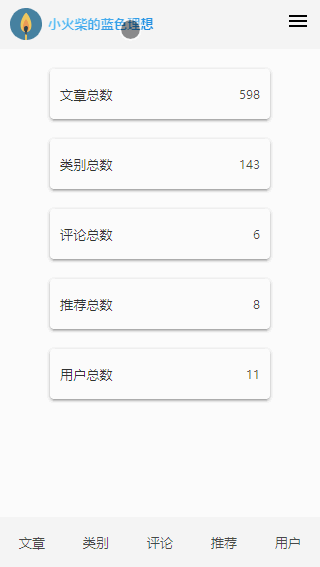 小火柴的蓝色理想
文章总数 598
类别总数 143
评论总数 6
推荐总数 8
用户总数 11
文章 类别 评论 推荐 用户